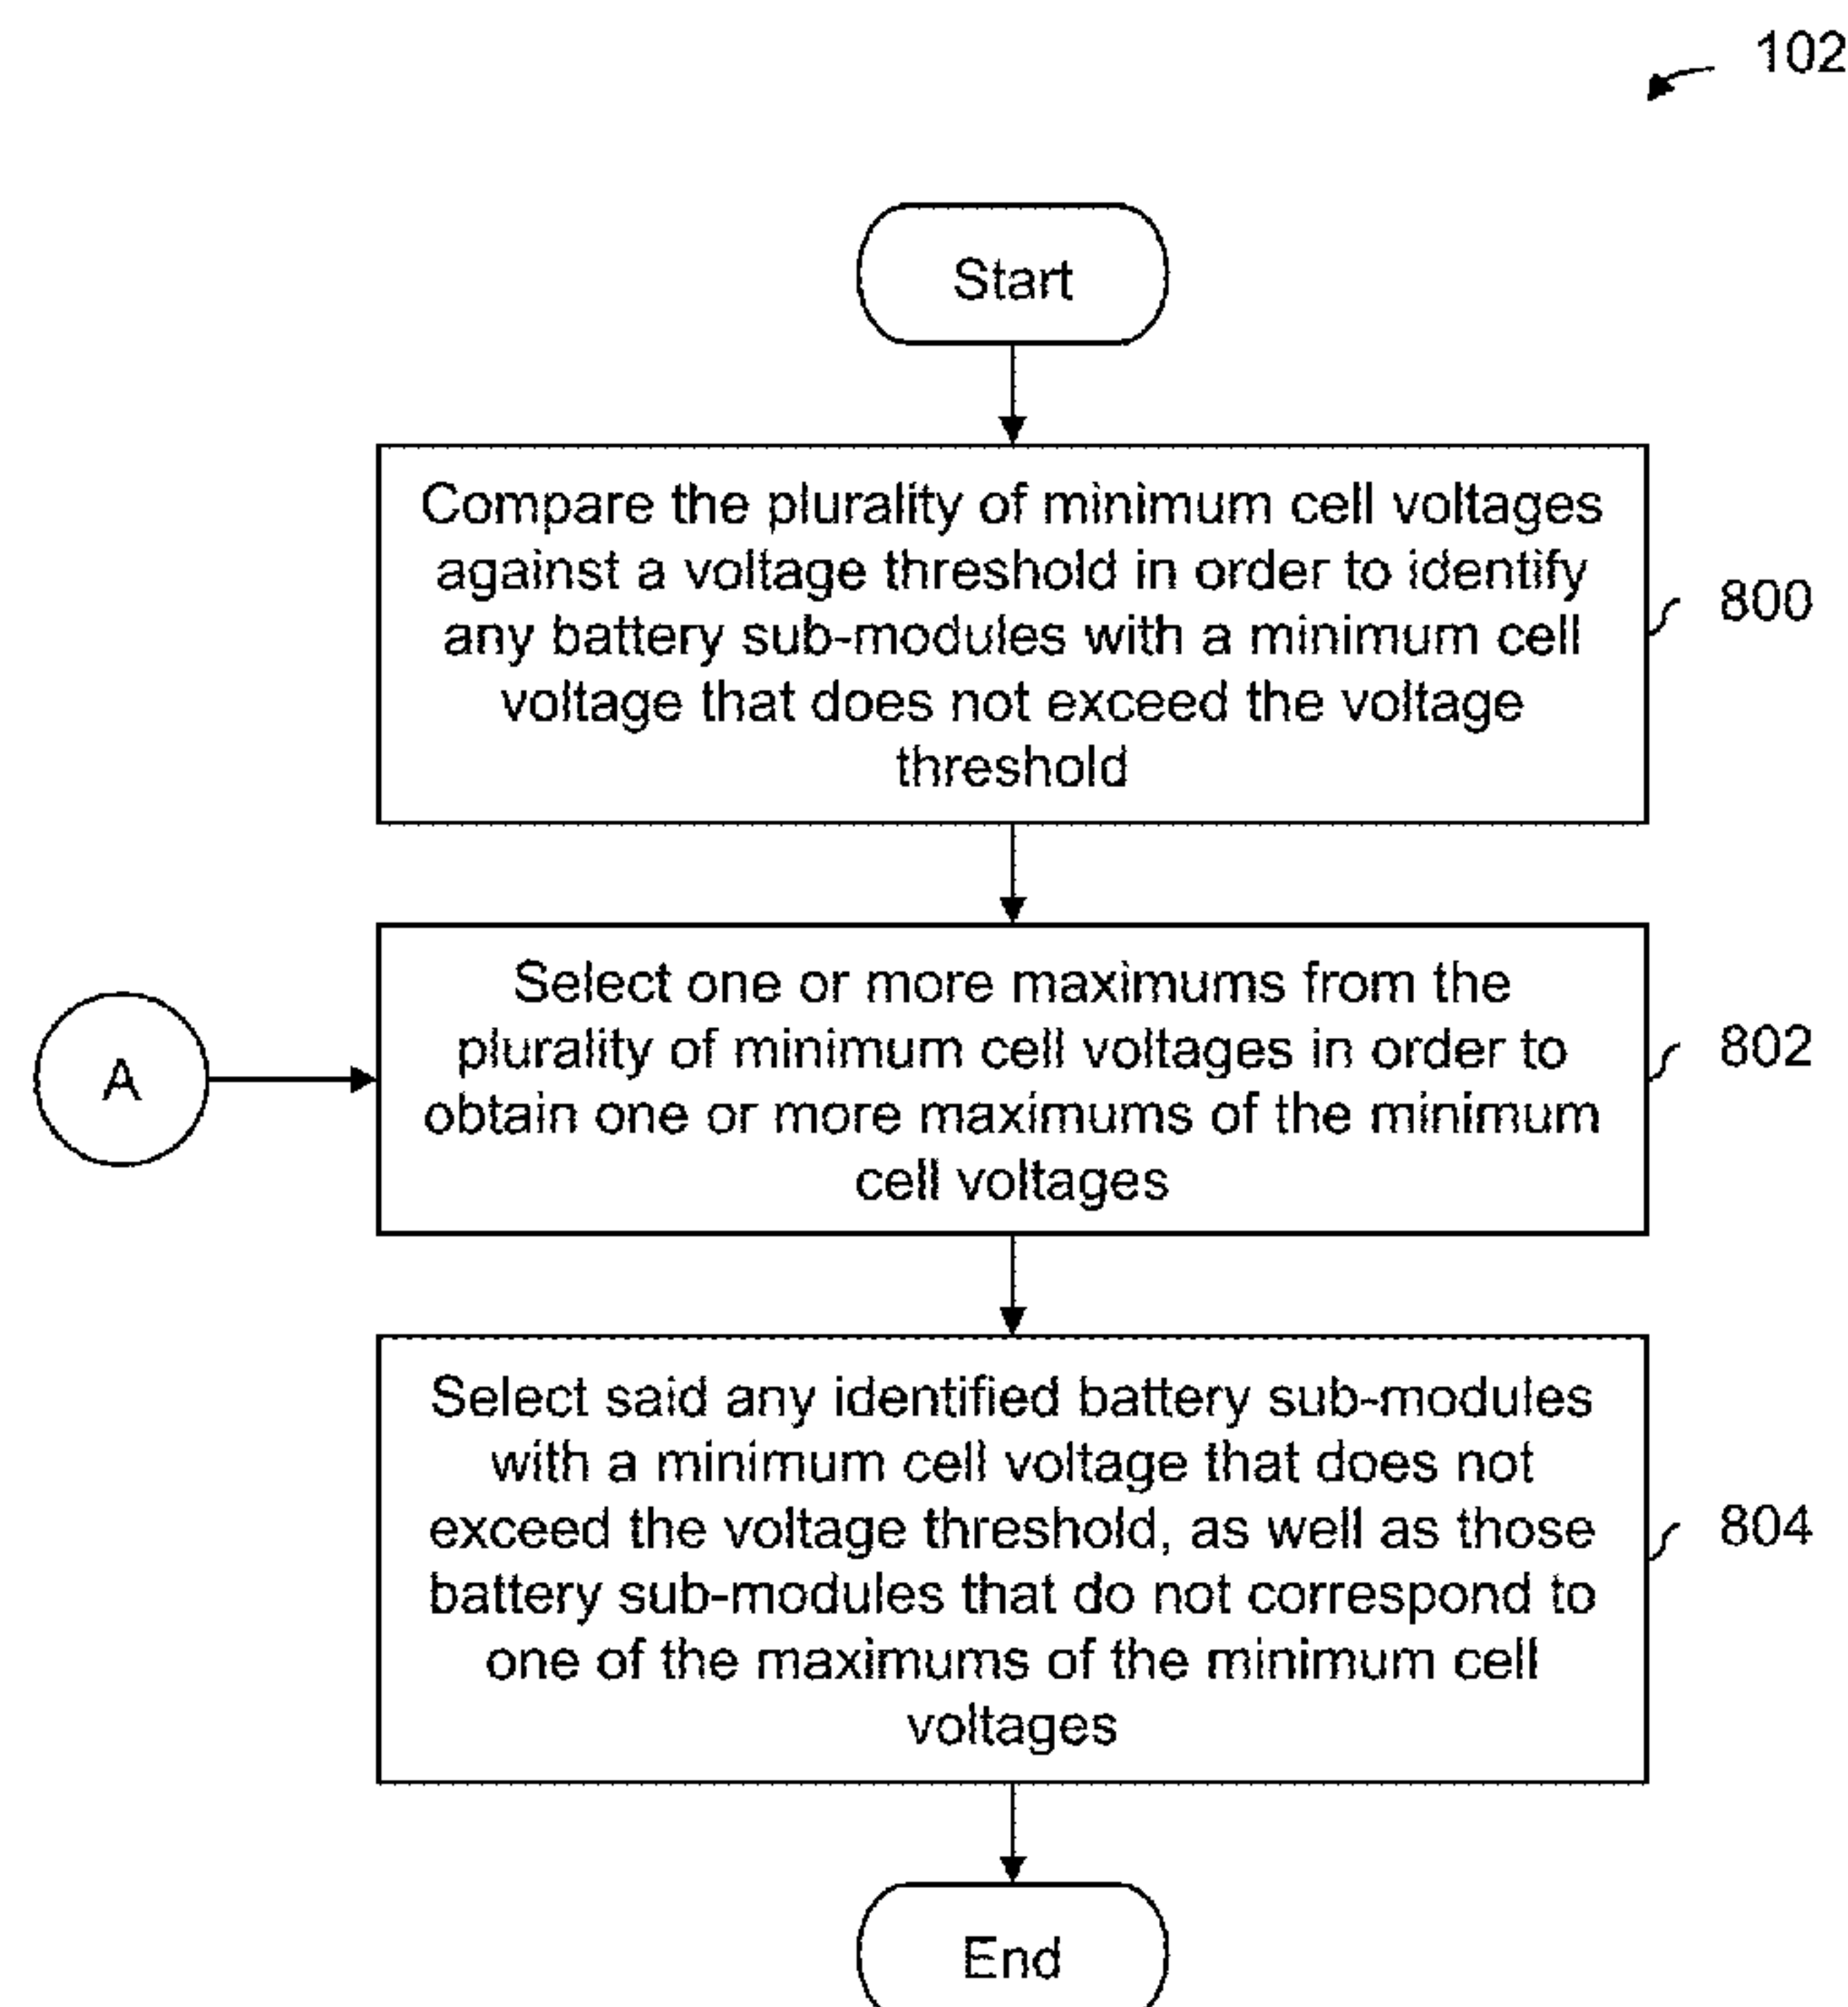 102
Start
Compare the plurality of minimum cell voltages
against a voltage threshold in order to identify
any battery sub-modules with a minimum cell
voltage that does not exceed the voltage
threshold
800
Select one or more maximums from the
plurality of minimum cell voltages in order to
obtain one or more maximums of the minimum
cell voltages
802
A
Select said any identified battery sub-modules
with a minimum cell voltage that does not
exceed the voltage threshold, as well as those
battery sub-modules that do not correspond to
one of the maximums of the minimum cell
voltages
804
End